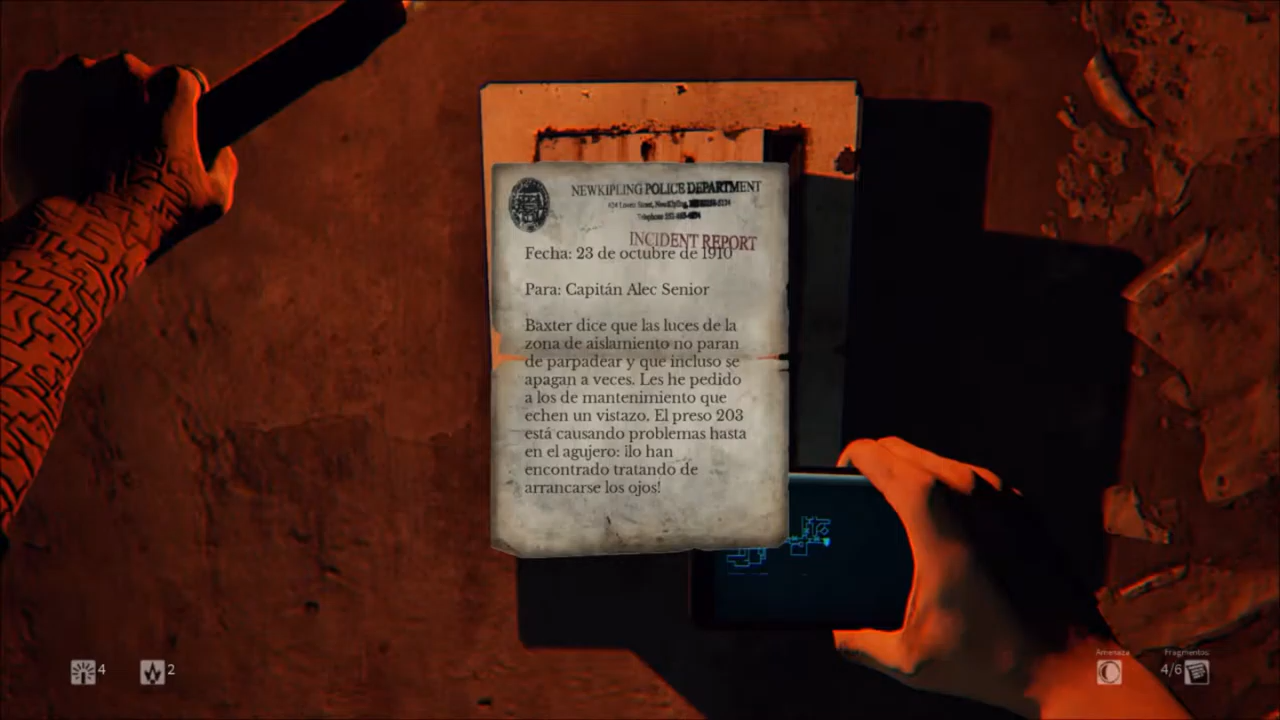 NEWKIPLING POLICE DEPARTMENT
INCIDENT REPORT
Fecha: 23 de octubre de 1910
Para: Capitán Alec Senior
Baxter dice que las luces de la
zona de aislamiento no paran
de parpadear y que incluso se
apagan a veces. Les he pedido
a los de mantenimiento que
echen un vistazo. El preso 203
está causando problemas hasta
en el agujero: ¡lo han
encontrado tratando de
arrancarse los ojos!
4
2
Amenaza
Fragmentos:
4/6